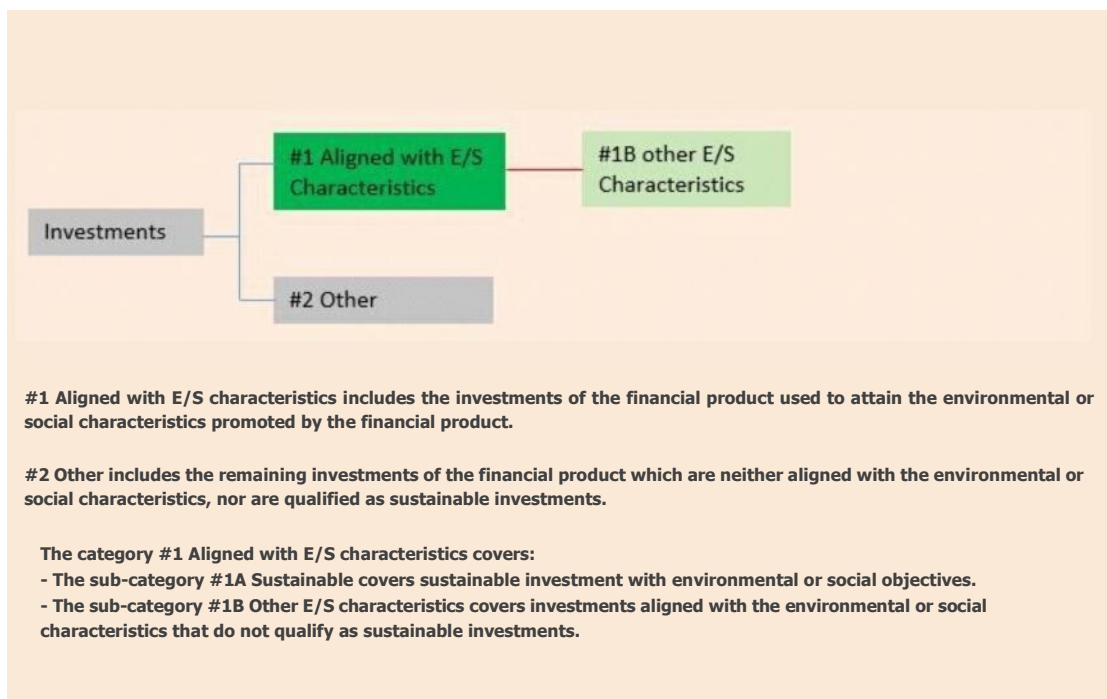 #1 Aligned with E/S
Characteristics
#1B other E/S
Characteristics
Investments
#2 Other
#1 Aligned with E/S characteristics includes the investments of the financial product used to attain the environmental or
social characteristics promoted by the financial product.
#2 Other includes the remaining investments of the financial product which are neither aligned with the environmental or
social characteristics, nor are qualified as sustainable investments.
The category #1 Aligned with E/S characteristics covers:
- The sub-category #1A Sustainable covers sustainable investment with environmental or social objectives.
- The sub-category #1B Other E/S characteristics covers investments aligned with the environmental or social
characteristics that do not qualify as sustainable investments.